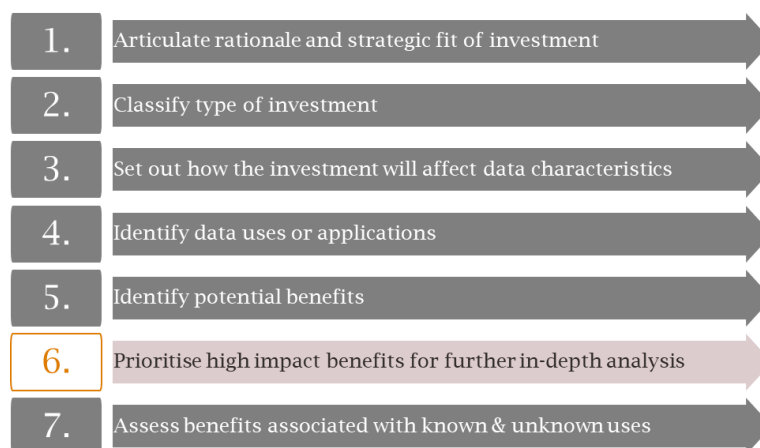 1. Articulate rationale and strategic fit of investment
2. Classify type of investment
3. Set out how the investment will affect data characteristics
4. Identify data uses or applications
5. Identify potential benefits
6. Prioritise high impact benefits for further in-depth analysis
7. Assess benefits associated with known & unknown uses